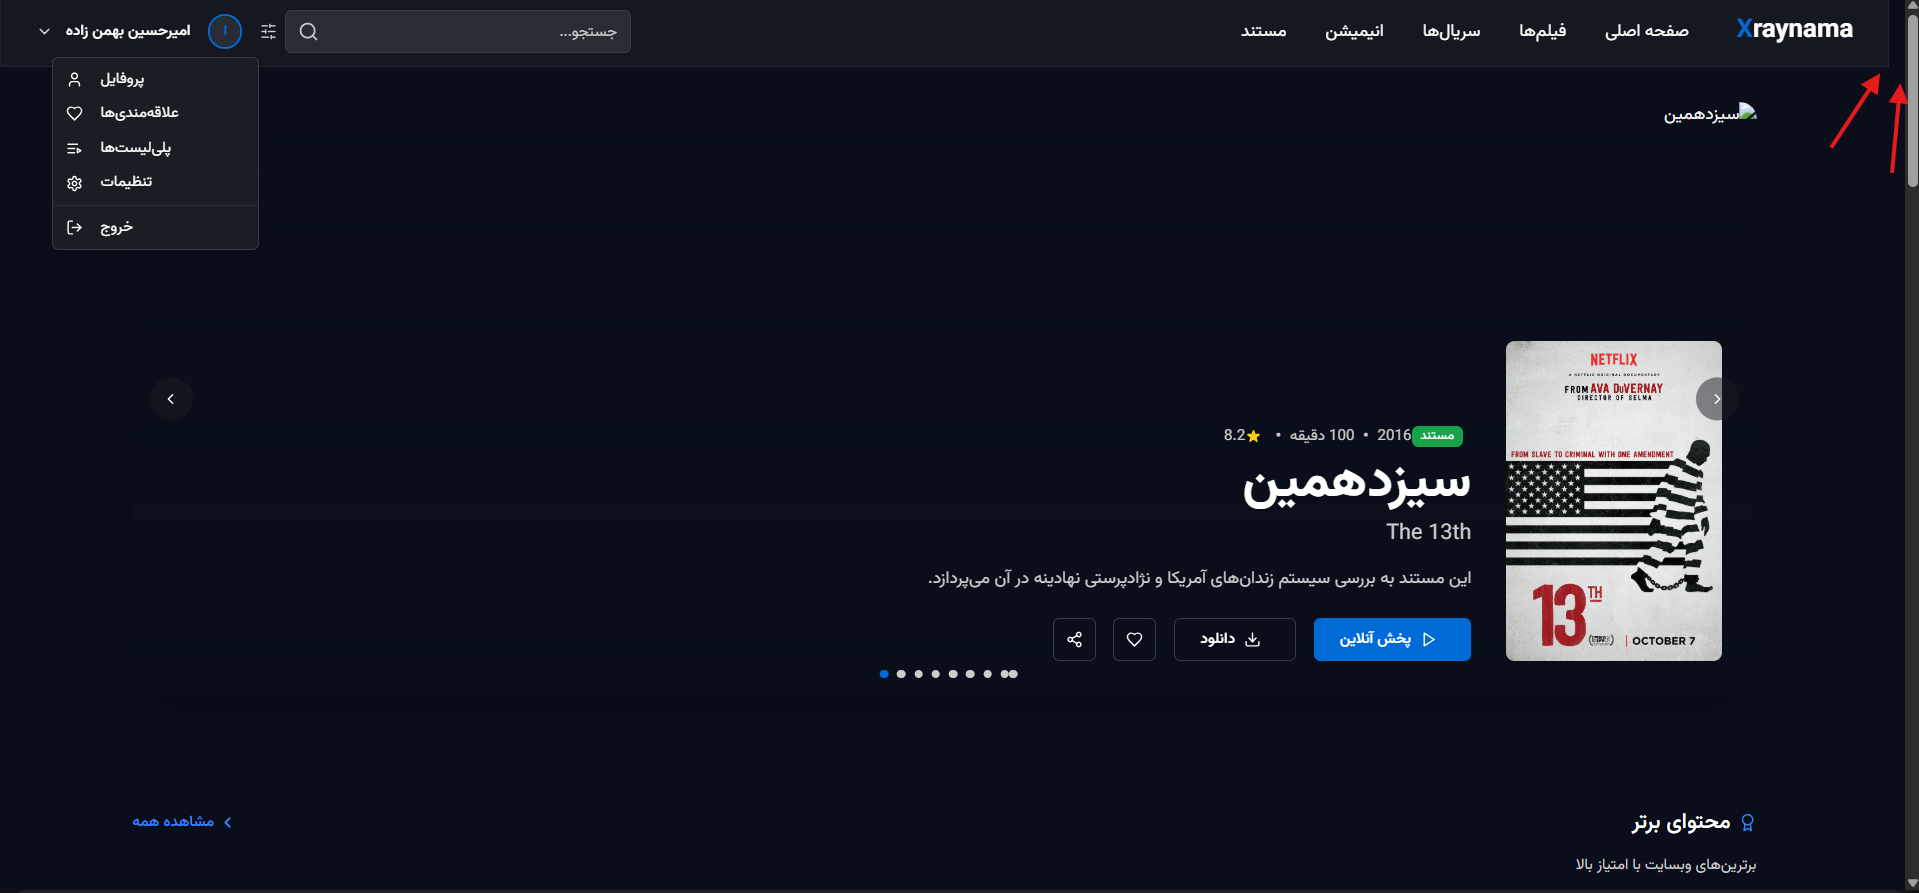 Xraynama
صفحه اصلی
فیلم‌ها
سریال‌ها
انیمیشن
مستند
جستجو...
ا
امیرحسین بهمن زاده
پروفایل
علاقه‌مندی‌ها
پلی‌لیست‌ها
تنظیمات
خروج
سیزدهمین
NETFLIX
A NETFLIX ORIGINAL DOCUMENTARY
FROM AVA DuVERNAY
DIRECTOR OF SELMA
FROM SLAVE TO CRIMINAL WITH ONE AMENDMENT
13TH
OCTOBER 7
مستند 2016 • 100 دقیقه • 8.2
سیزدهمین
The 13th
این مستند به بررسی سیستم زندان‌های آمریکا و نژادپرستی نهادینه در آن می‌پردازد.
پخش آنلاین
دانلود
محتوای برتر
مشاهده همه
برترین‌های وبسایت با امتیاز بالا